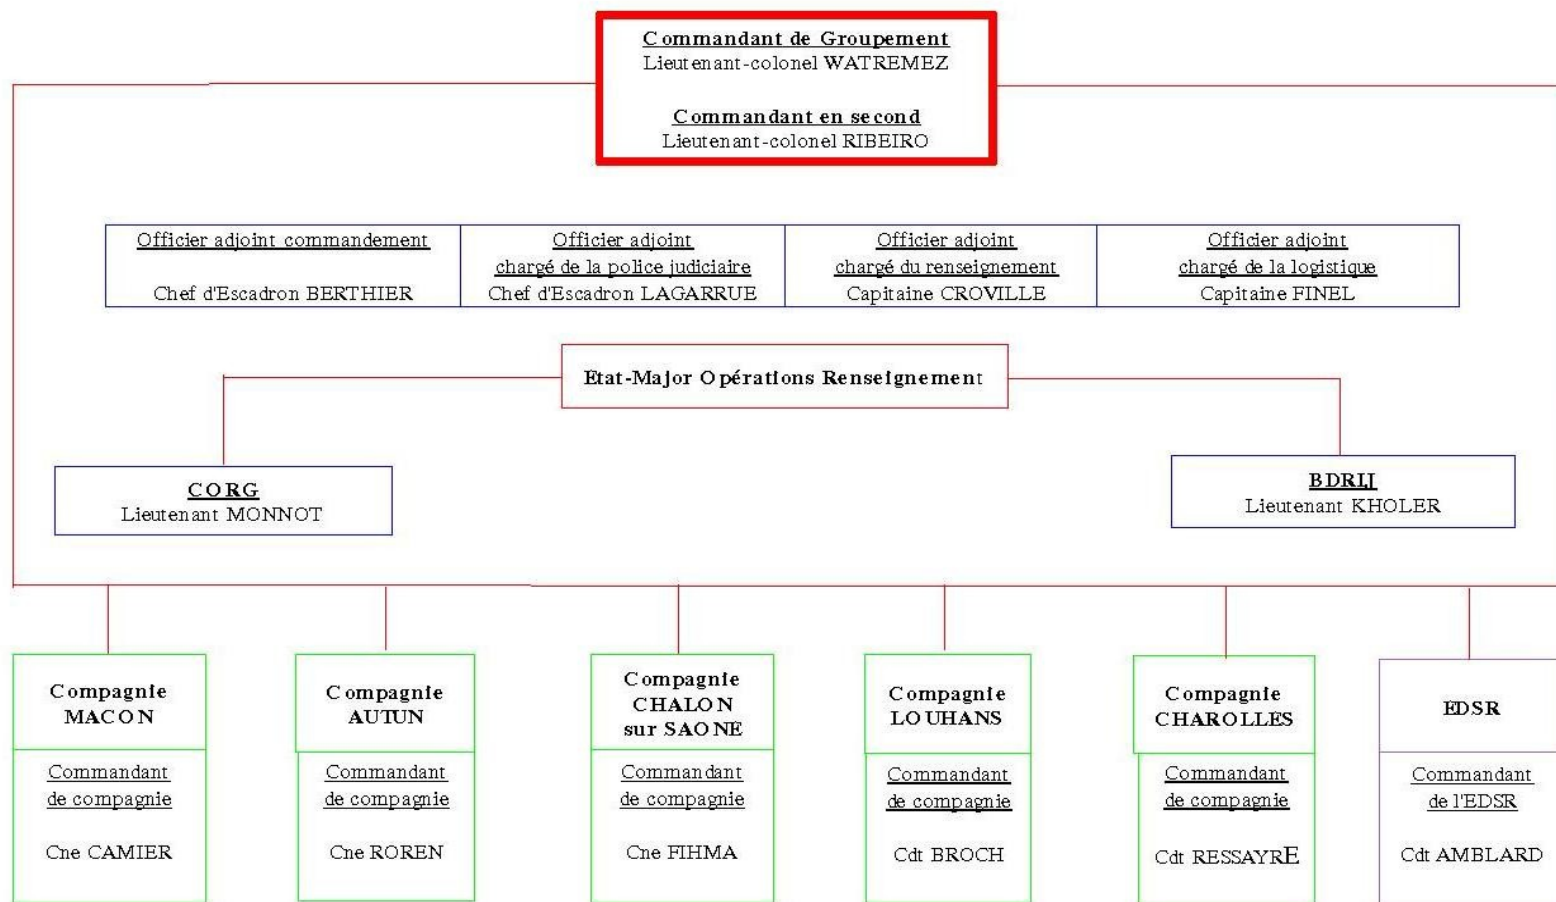 Commandant de Groupement
Lieutenant-colonel WATREMEZ
Commandant en second
Lieutenant-colonel RIBEIRO
Officier adjoint commandement
Chef d'Escadron BERTHIER
Officier adjoint
chargé de la police judiciaire
Chef d'Escadron LAGARRUE
Officier adjoint
chargé du renseignement
Capitaine CROVILLE
Officier adjoint
chargé de la logistique
Capitaine FINEL
Etat-Major Opérations Renseignement
CORG
Lieutenant MONNOT
BDRIJ
Lieutenant KHOLER
Compagnie
MACON
Commandant
de compagnie
Cne CAMIER
Compagnie
AUTUN
Commandant
de compagnie
Cne ROREN
Compagnie
CHALON
sur SAONE
Commandant
de compagnie
Cne FIHMA
Compagnie
LOUHANS
Commandant
de compagnie
Cdt BROCH
Compagnie
CHAROLLES
Commandant
de compagnie
Cdt RESSAYRE
EDSR
Commandant
de l'EDSR
Cdt AMBLARD